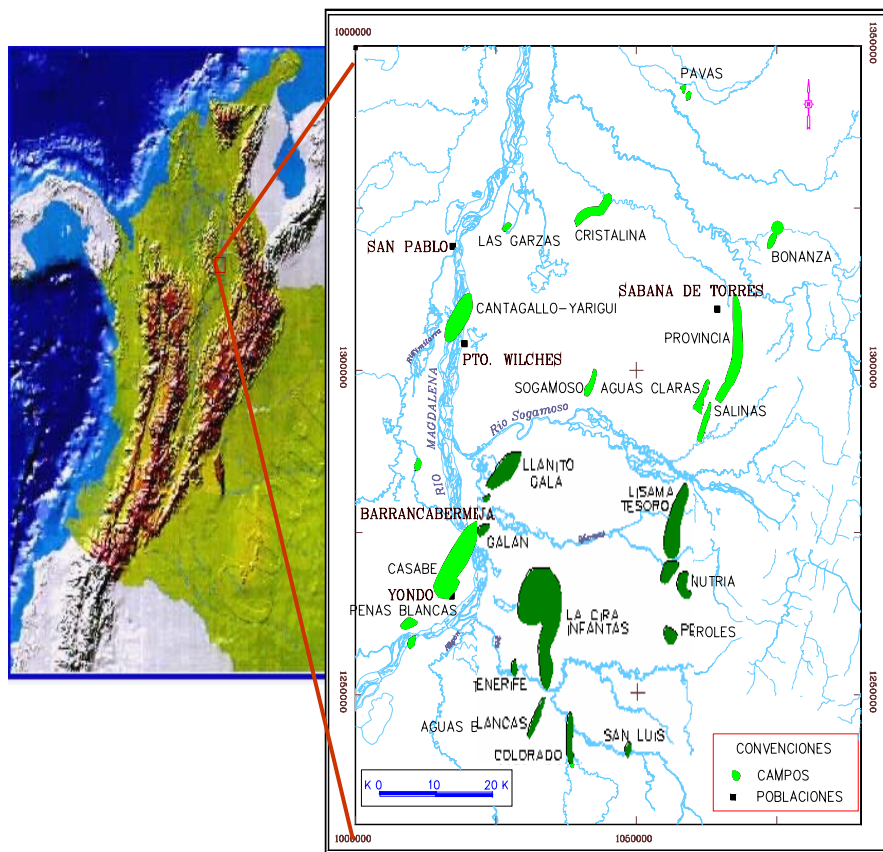 1000000
1350000
PAVAS
LAS GARZAS
CRISTALINA
SAN PABLO
BONANZA
SABANA DE TORRES
CANTAGALLO-YARIGUI
PROVINCIA
Rio Cimitarra
PTO. WILCHES
1300000
1300000
SOGAMOSO
AGUAS CLARAS
SALINAS
RIO MAGDALENA
Rio Sogamoso
LLANITO
GALA
LISAMA
TESORO
BARRANCABERMEJA
GALAN
CASABE
NUTRIA
YONDO
PENAS BLANCAS
LA CIRA
INFANTAS
PEROLES
TENERIFE
1250000
1250000
AGUAS BLANCAS
COLORADO
SAN LUIS
CONVENCIONES
CAMPOS
POBLACIONES
K 0 10 20 K
1000000
1050000